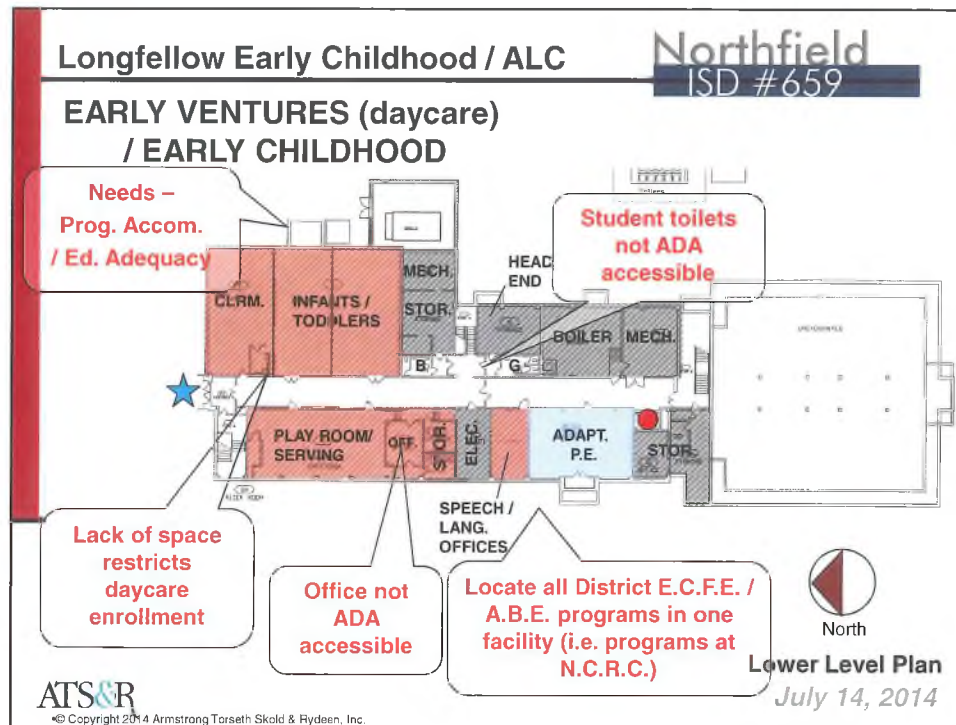 Longfellow Early Childhood / ALC
Northfield
ISD #659
EARLY VENTURES (daycare)
/ EARLY CHILDHOOD
Needs –
Prog. Accom.
/ Ed. Adequacy
Student toilets
not ADA
accessible
CLRM.
INFANTS /
TODDLERS
MECH.
STOR.
HEAD
END
BOILER
MECH.
B
G
PLAY ROOM/
SERVING
OFF.
STOR.
ELEC.
ADAPT.
P.E.
STOR.
SPEECH /
LANG.
OFFICES
Lack of space
restricts
daycare
enrollment
Office not
ADA
accessible
Locate all District E.C.F.E. /
A.B.E. programs in one
facility (i.e. programs at
N.C.R.C.)
North
Lower Level Plan
July 14, 2014
ATS&R
•© Copyright 2014 Armstrong Torseth Skold & Rydeen, Inc.